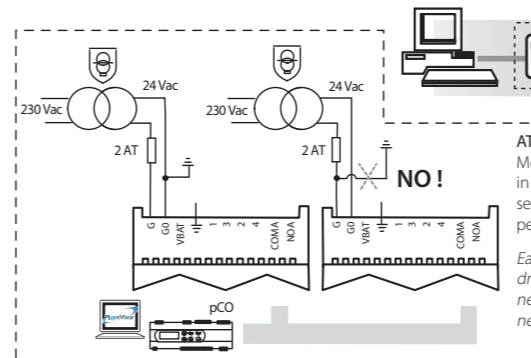 24 Vac
24 Vac
230 Vac
230 Vac
2 AT
2 AT
NO !
G
G0
VBAT
1
3
2
4
COMA
NOA
G
G0
VBAT
1
3
2
4
COMA
NOA
pCO
PlantVisor
AT
in
se
pe
Ea
dr
ne
ne